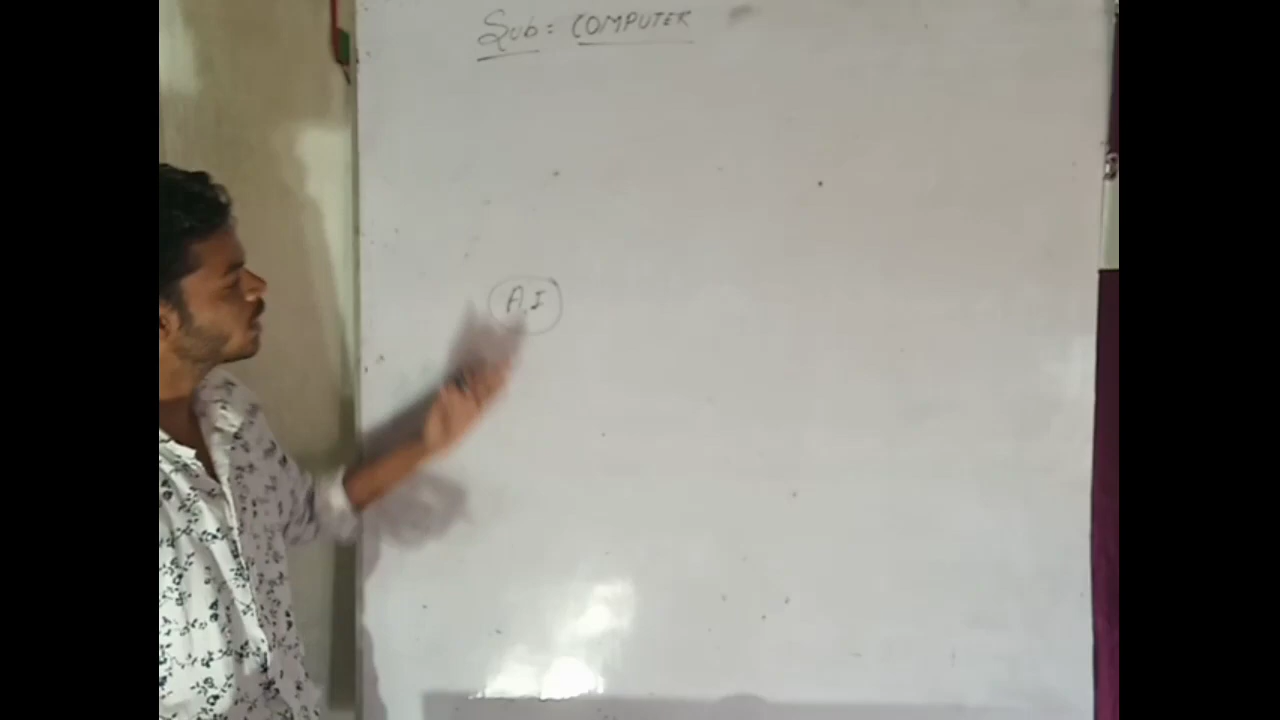 Sub = COMPUTER
A.I